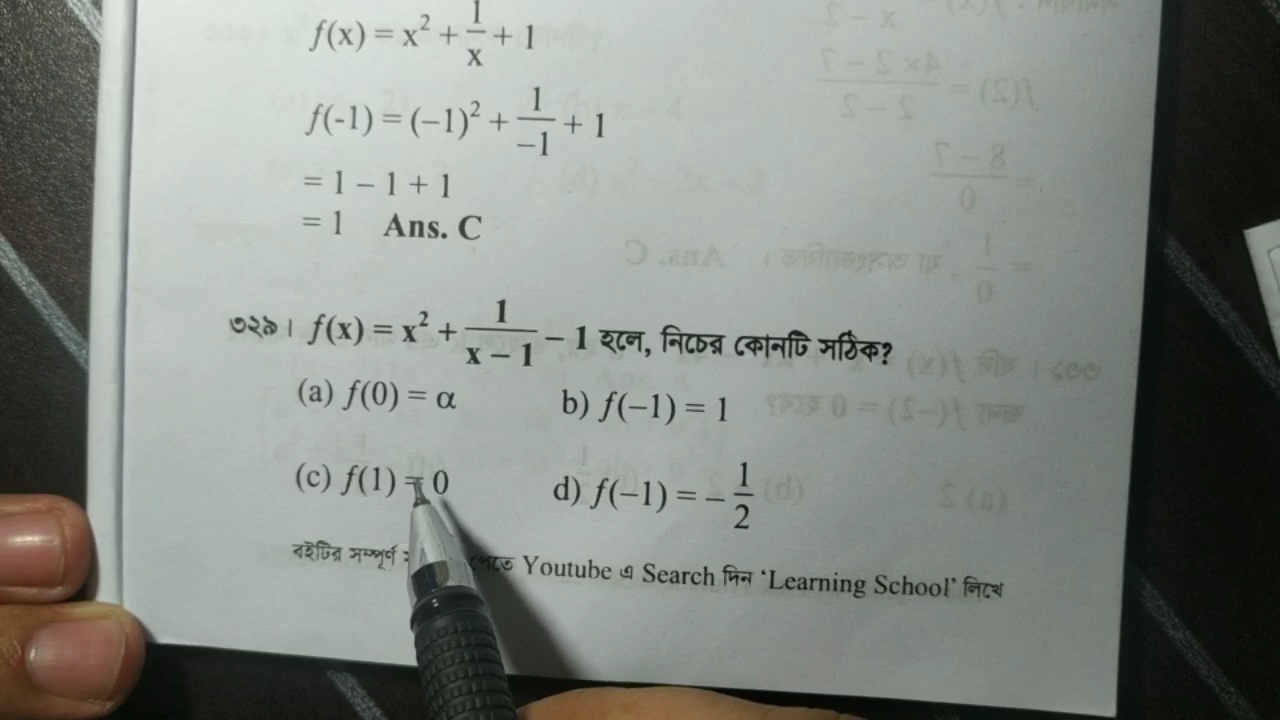 f(x) = x² + 1/x + 1
f(-1) = (−1)² + 1/−1 + 1
= 1 − 1 + 1
= 1 Ans. C
৩২৯। f(x) = x² + 1/(x − 1) − 1 হলে, নিচের কোনটি সঠিক?
(a) f(0) = α b) f(−1) = 1
(c) f(1) = 0 d) f(−1) = − 1/2
বইটির সম্পূর্ণ পেতে Youtube এ Search দিন ‘Learning School’ লিখে